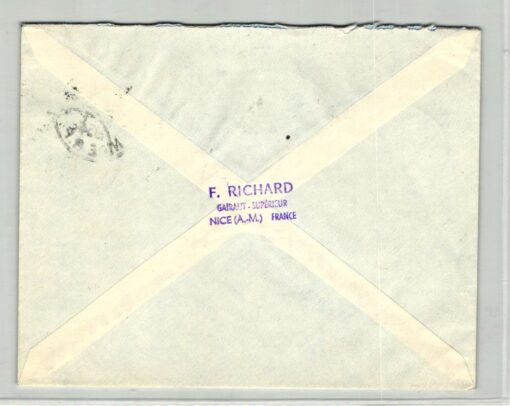 F. RICHARD
GAIRAUT - SUPÉRIEUR
NICE (A.-M.) FRANCE